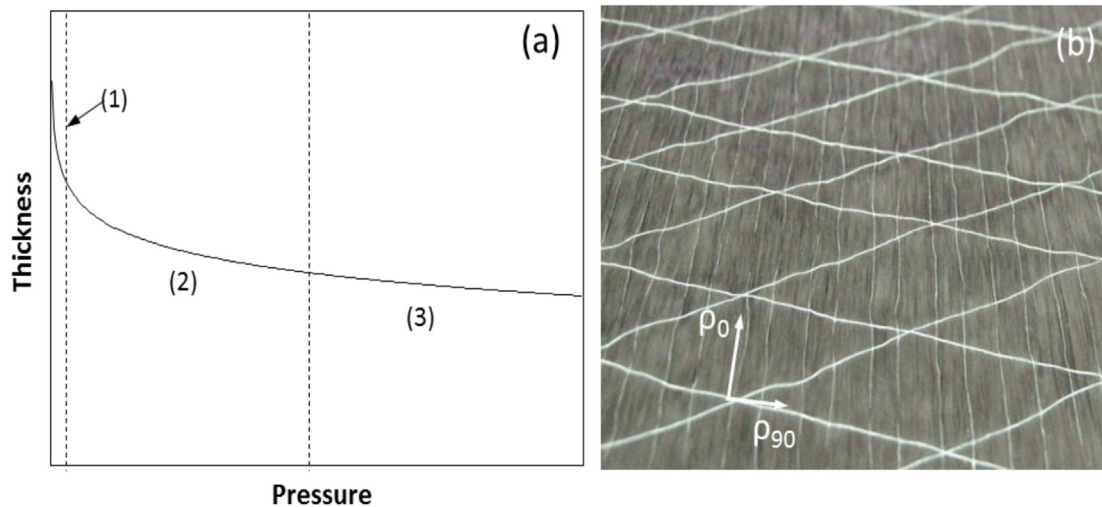 (a)
(1)
(2)
(3)
Thickness
Pressure
(b)
ρ0
ρ90